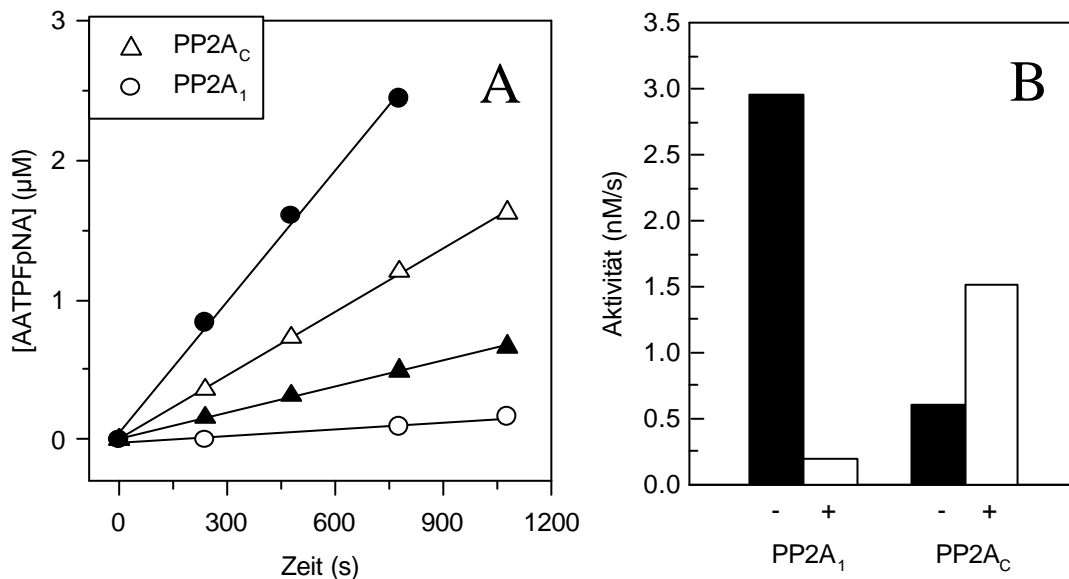 A
PP2A_C
PP2A_1
[AATPFpNA] (µM)
3
2
1
0
0 300 600 900 1200
Zeit (s)
B
Aktivität (nM/s)
3.5
3.0
2.5
2.0
1.5
1.0
0.5
0.0
- + - +
PP2A_1 PP2A_C